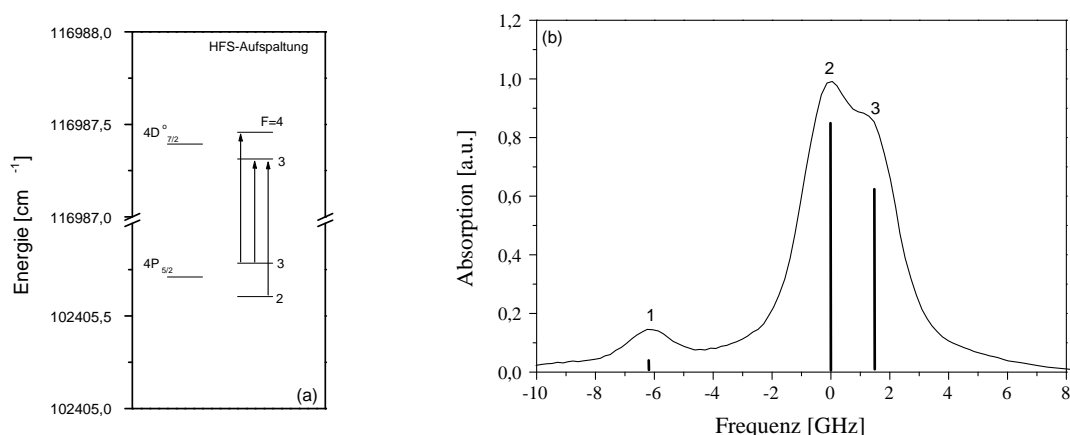 116988,0
HFS-Aufspaltung
116987,5
4D°7/2
F=4
3
116987,0
4P5/2
3
2
102405,5
102405,0
Energie [cm -1]
(a)
(b)
1,2
1,0
0,8
0,6
0,4
0,2
0,0
Absorption [a.u.]
1
2
3
-10 -8 -6 -4 -2 0 2 4 6 8
Frequenz [GHz]